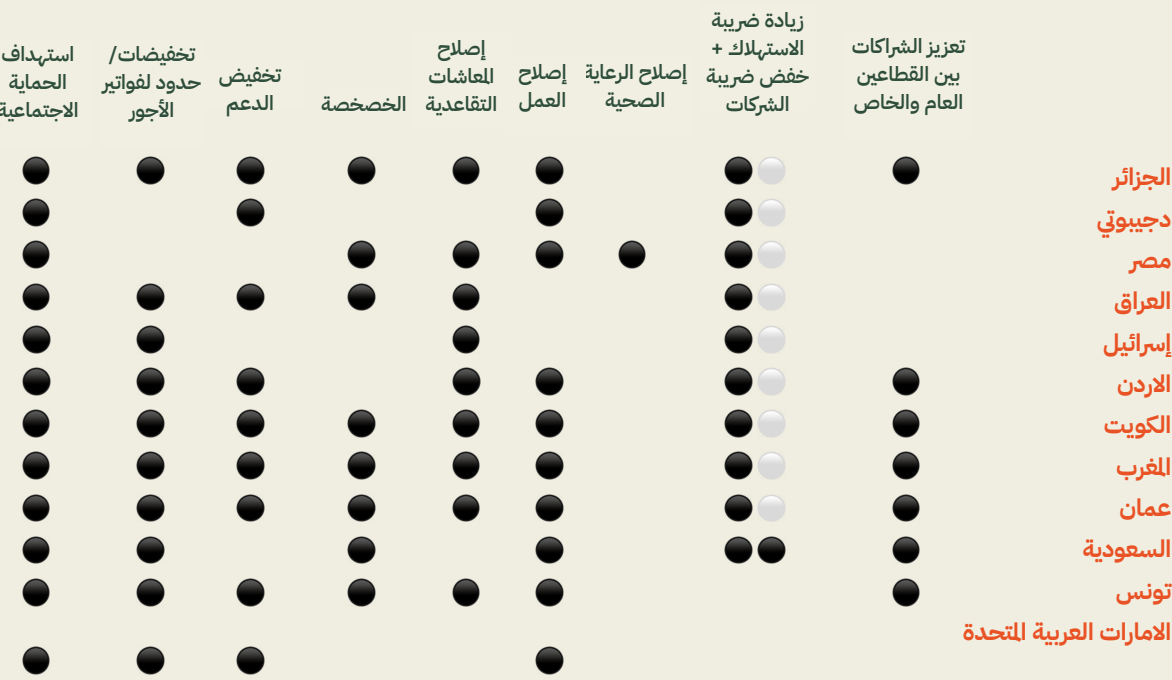 تعزيز الشراكات
بين القطاعين
العام والخاص
زيادة ضريبة
الاستهلاك +
خفض ضريبة
الشركات
إصلاح الرعاية
الصحية
إصلاح
العمل
إصلاح
المعاشات
التقاعدية
الخصخصة
تخفيض
الدعم
تخفيضات/
حدود لفواتير
الأجور
استهداف
الحماية
الاجتماعية
الجزائر
دجيبوتي
مصر
العراق
إسرائيل
الاردن
الكويت
المغرب
عمان
السعودية
تونس
الامارات العربية المتحدة